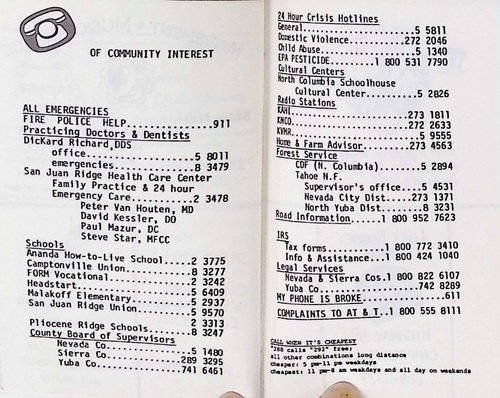 OF COMMUNITY INTEREST
ALL EMERGENCIES
FIRE POLICE HELP.............911
Practicing Doctors & Dentists
DicKard Richard,DDS
office.....................5 8011
emergencies................8 3479
San Juan Ridge Health Care Center
Family Practice & 24 hour
Emergency Care.............2 3478
Peter Van Houten, MD
David Kessler, DO
Paul Mazur, DC
Steve Star, MFCC
Schools
Ananda How-to-Live School.....2 3775
Camptonville Union............8 3277
FORM Vocational...............2 3242
Headstart.....................5 6409
Malakoff Elementary...........5 2937
San Juan Ridge Union..........5 9570
2 3313
Pliocene Ridge Schools........8 3247
County Board of Supervisors
Nevada Co..................5 1480
Sierra Co................289 3295
Yuba Co..................741 6461
24 Hour Crisis Hotlines
General.......................5 5811
Domestic Violence...........272 2046
Child Abuse...................5 1340
EPA PESTICIDE.........1 800 531 7790
Cultural Centers
North Columbia Schoolhouse
Cultural Center............5 2826
Radio Stations
KAHI........................273 1811
KNCO........................272 2633
KVMR..........................5 9555
Home & Farm Advisor.........273 4563
Forest Service
CDF (N. Columbia)..........5 2894
Tahoe N.F.
Supervisor's office.....5 4531
Nevada City Dist......273 1371
North Yuba Dist.........8 3231
Road Information......1 800 952 7623
IRS
Tax forms..........1 800 772 3410
Info & Assistance..1 800 424 1040
Legal Services
Nevada & Sierra Cos.1 800 822 6107
Yuba Co..................742 8289
MY PHONE IS BROKE...............611
COMPLAINTS TO AT & T..1 800 555 8111
CALL WHEN IT'S CHEAPEST
"288 calls "292" free;
all other combinations long distance
cheaper: 5 pm-11 pm weekdays
cheapest: 11 pm-8 am weekdays and all day on weekends